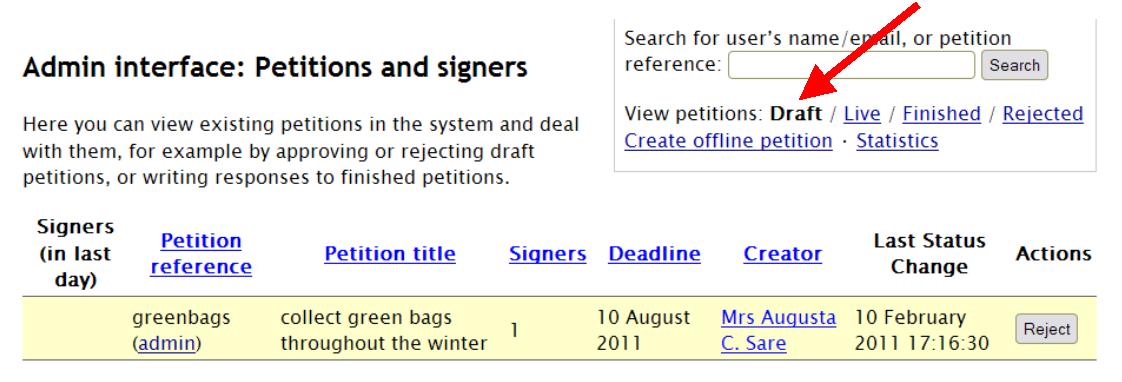 Search for user's name/email, or petition
reference: Search
Admin interface: Petitions and signers
View petitions: Draft / Live / Finished / Rejected
Create offline petition · Statistics
Here you can view existing petitions in the system and deal
with them, for example by approving or rejecting draft
petitions, or writing responses to finished petitions.
Signers (in last day) Petition reference Petition title Signers Deadline Creator Last Status Change Actions
greenbags collect green bags 1 10 August Mrs Augusta 10 February Reject
(admin) throughout the winter 2011 C. Sare 2011 17:16:30